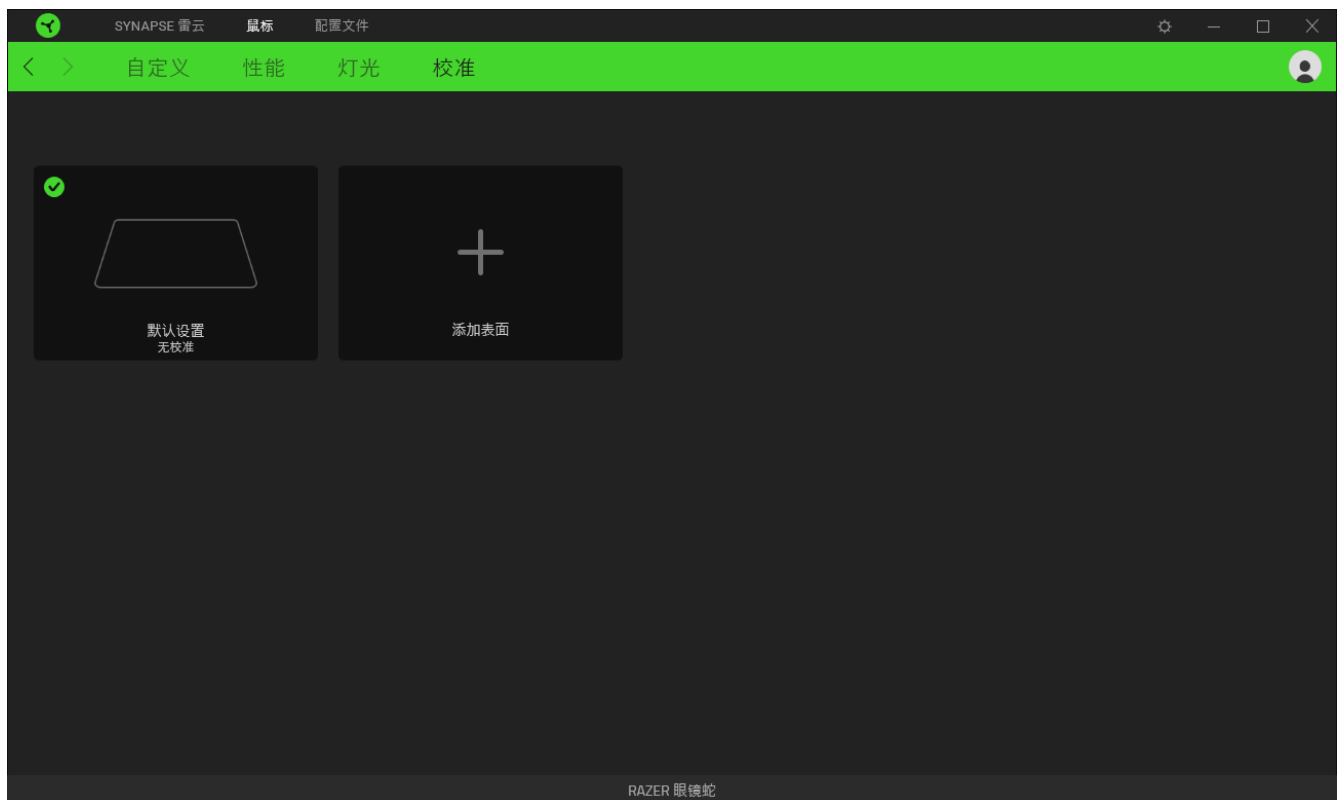 SYNAPSE 雷云 鼠标 配置文件
自定义 性能 灯光 校准
默认设置
无校准
添加表面
RAZER 眼镜蛇